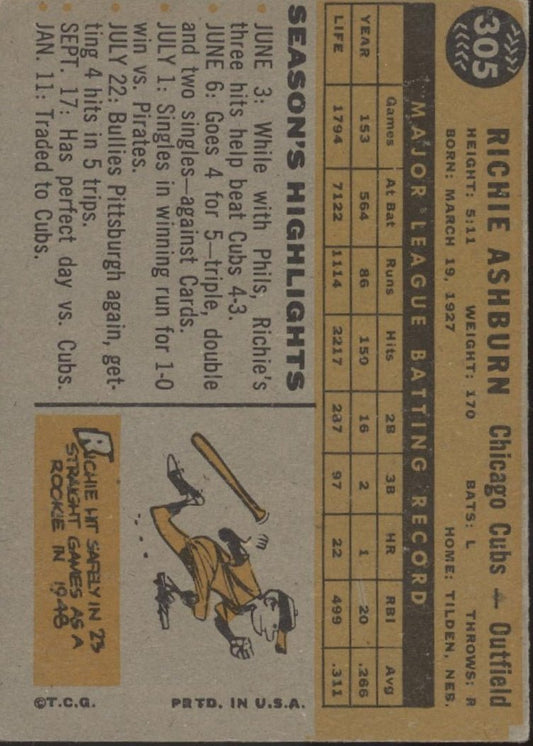 305
RICHIE ASHBURN Chicago Cubs — Outfield
HEIGHT: 5:11 WEIGHT: 170 BATS: L THROWS: R
BORN: MARCH 19, 1927 HOME: TILDEN, NES.
MAJOR LEAGUE BATTING RECORD
Games At Bat Runs Hits 2B 3B HR RBI Avg
YEAR 153 564 86 150 16 2 1 20 .266
LIFE 1794 7122 1114 2217 287 97 22 499 .311
SEASON'S HIGHLIGHTS
• JUNE 3: While with Phils, Richie's
three hits help beat Cubs 4-3.
• JUNE 6: Goes 4 for 5—triple, double
and two singles—against Cards.
• JULY 1: Singles in winning run for 1-0
win vs. Pirates.
• JULY 22: Bullies Pittsburgh again, get-
ting 4 hits in 5 trips.
• SEPT. 17: Has perfect day vs. Cubs.
JAN. 11: Traded to Cubs.
RICHIE HIT SAFELY IN 23
STRAIGHT GAMES AS A
ROOKIE IN 1948
©T.C.G. PRTD. IN U.S.A.